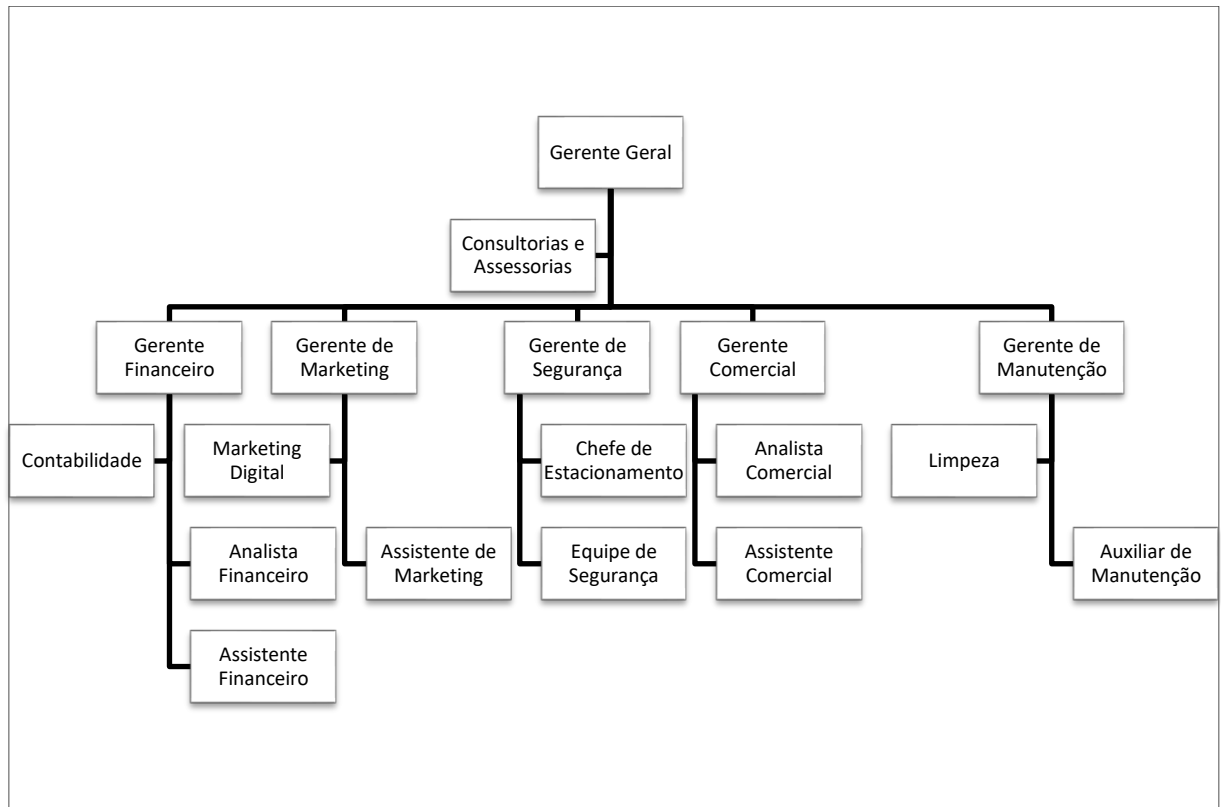 Gerente Geral
Consultorias e
Assessorias
Gerente
Financeiro
Gerente de
Marketing
Gerente de
Segurança
Gerente
Comercial
Gerente de
Manutenção
Contabilidade
Marketing
Digital
Chefe de
Estacionamento
Analista
Comercial
Limpeza
Analista
Financeiro
Assistente de
Marketing
Equipe de
Segurança
Assistente
Comercial
Auxiliar de
Manutenção
Assistente
Financeiro